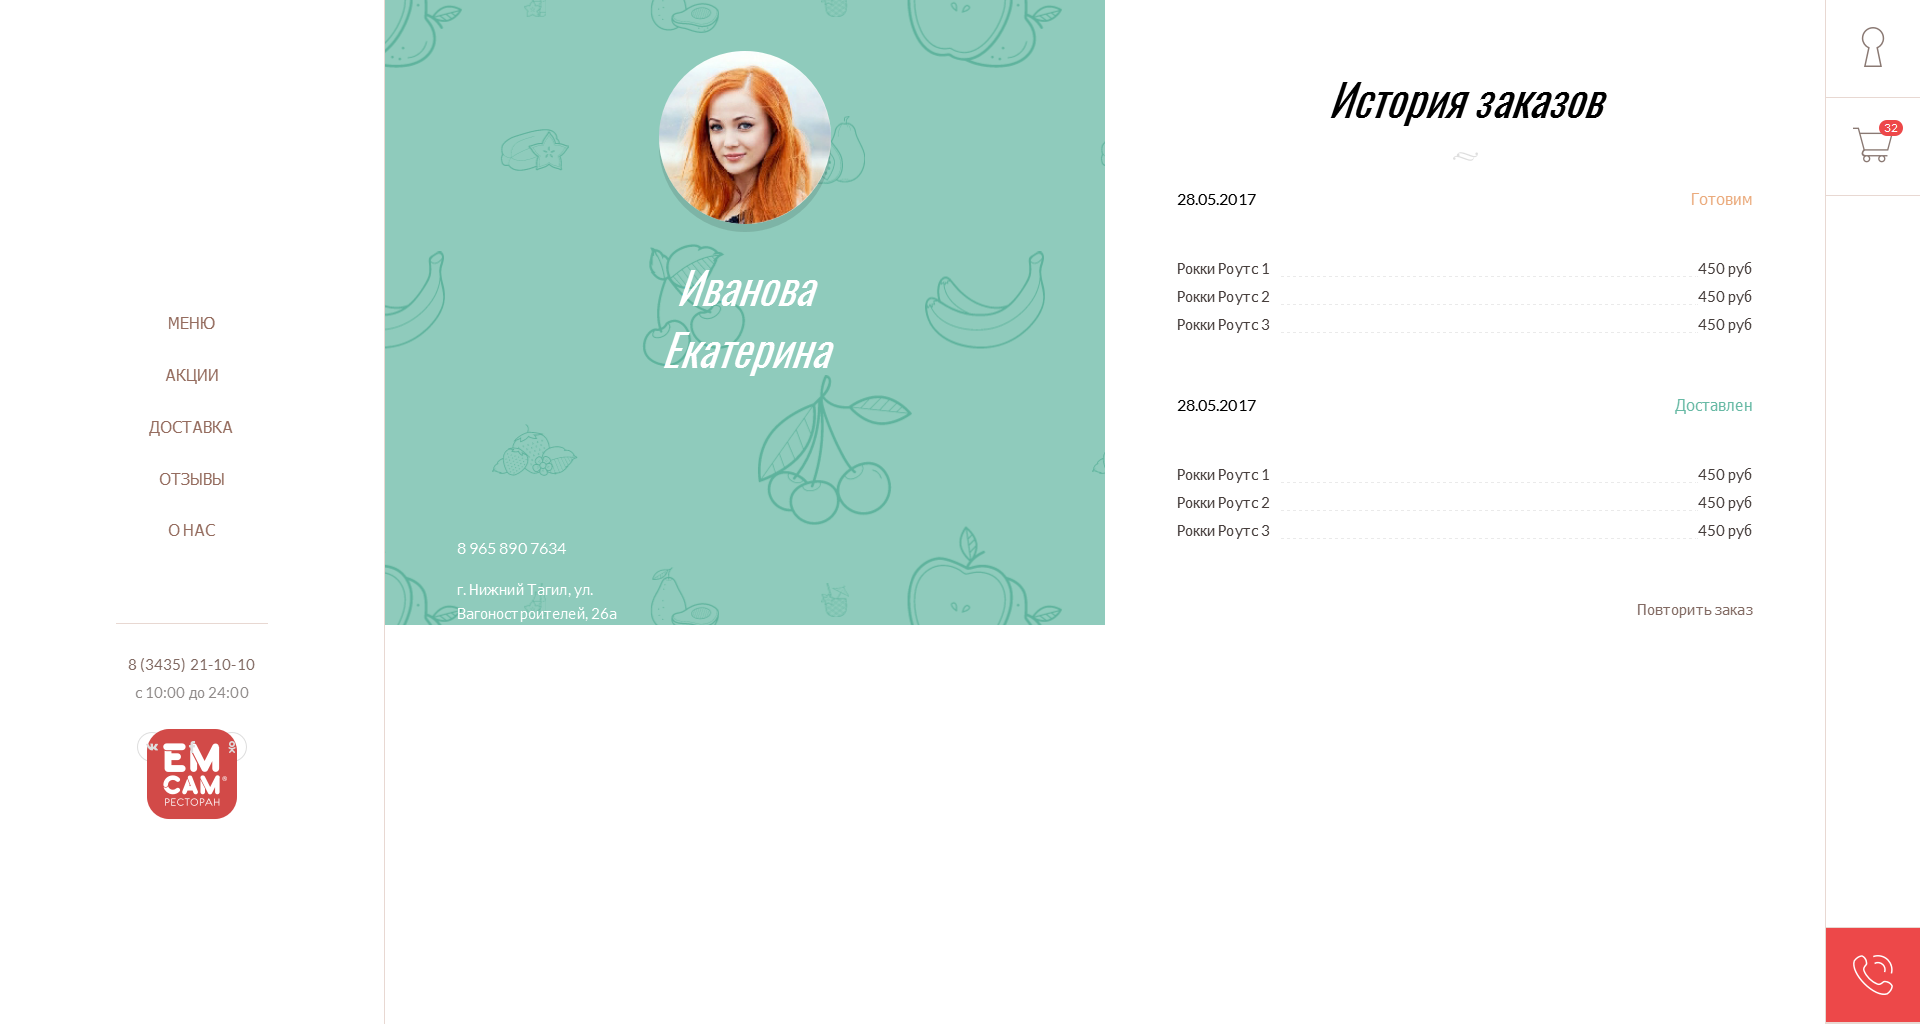 МЕНЮ
АКЦИИ
ДОСТАВКА
ОТЗЫВЫ
О НАС
8 (3435) 21-10-10
с 10:00 до 24:00
ЕМ
САМ®
РЕСТОРАН
Иванова
Екатерина
8 965 890 7634
г. Нижний Тагил, ул.
Вагоностроителей, 26а
История заказов
28.05.2017 Готовим
Рокки Роутс 1 450 руб
Рокки Роутс 2 450 руб
Рокки Роутс 3 450 руб
28.05.2017 Доставлен
Рокки Роутс 1 450 руб
Рокки Роутс 2 450 руб
Рокки Роутс 3 450 руб
Повторить заказ
32